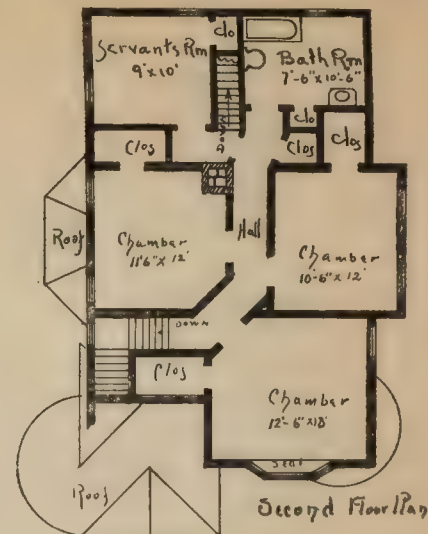 Servants Rm
9'x10'
Clo
Bath Rm
7'-6"x10'-6"
Clo
Clos
Clos
Clos
Roof
Chamber
11'6"x12'
Hall
Chamber
10'-6"x12'
Down
Clos
Chamber
12'-6"x18'
Seat
Roof
Second Floor Plan